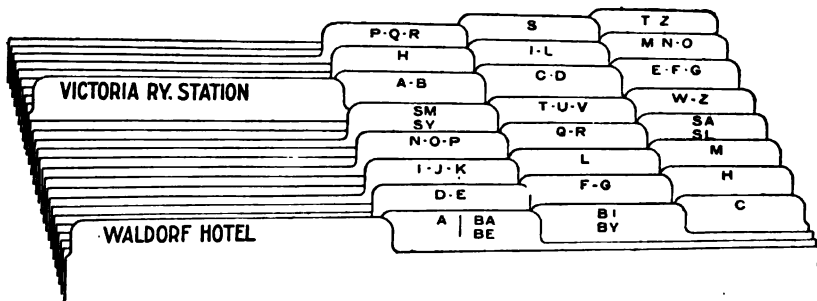 P·Q·R S T Z
H I·L M N·O
A·B C·D E·F·G
VICTORIA RY. STATION
SM
SY
T·U·V W-Z
N·O·P Q·R SA
SL
I·J·K L M
D·E F-G H
WALDORF HOTEL
A | BA
BE
BI
BY
C